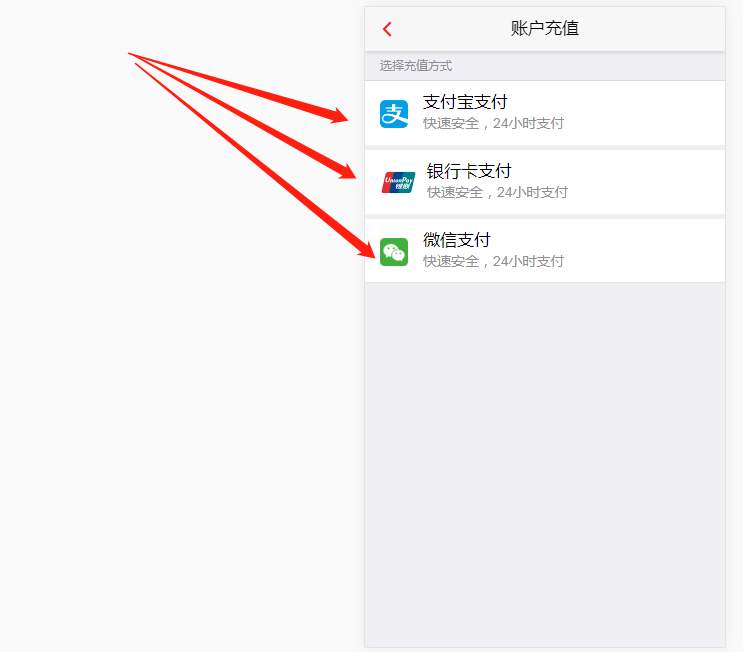 账户充值
选择充值方式
支付宝支付
快速安全，24小时支付
UnionPay
银联
银行卡支付
快速安全，24小时支付
微信支付
快速安全，24小时支付